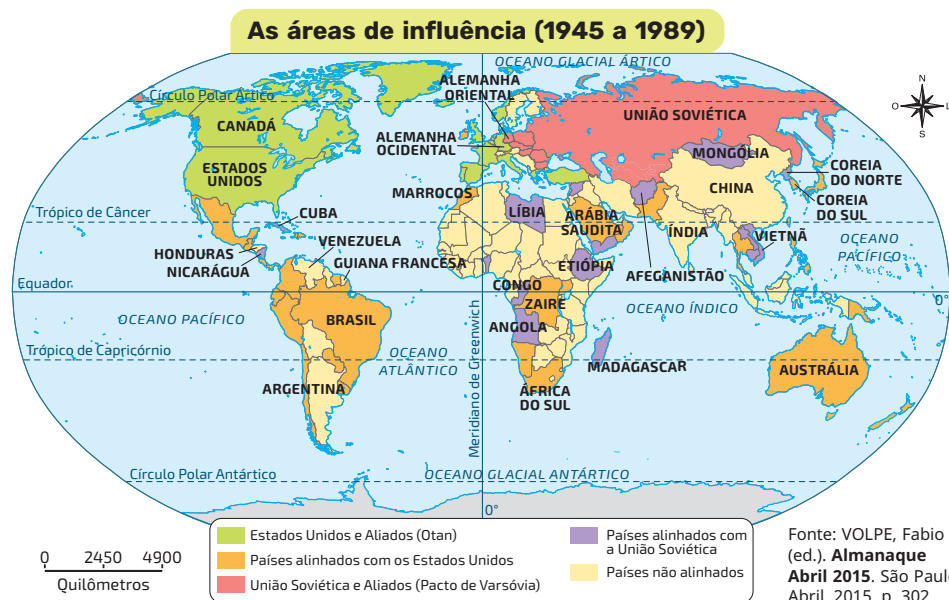 As áreas de influência (1945 a 1989)
OCEANO GLACIAL ÁRTICO
ALEMANHA
ORIENTAL
Círculo Polar Ártico
CANADÁ
UNIÃO SOVIÉTICA
N
O
L
S
ALEMANHA
OCIDENTAL
ESTADOS
UNIDOS
MONGÓLIA
COREIA
DO NORTE
CHINA
MARROCOS
COREIA
DO SUL
Trópico de Câncer
CUBA
LÍBIA
ARÁBIA
SAUDITA
ÍNDIA
VIETNÃ
OCEANO
PACÍFICO
HONDURAS
NICARÁGUA
VENEZUELA
GUIANA FRANCESA
ETIÓPIA
AFEGANISTÃO
Equador
CONGO
ZAIRE
OCEANO ÍNDICO
0°
OCEANO PACÍFICO
BRASIL
ANGOLA
Trópico de Capricórnio
OCEANO
ATLÂNTICO
Meridiano de Greenwich
MADAGASCAR
AUSTRÁLIA
ARGENTINA
ÁFRICA
DO SUL
Círculo Polar Antártico
OCEANO GLACIAL ANTÁRTICO
0°
0 2450 4900
Quilômetros
Estados Unidos e Aliados (Otan)
Países alinhados com os Estados Unidos
União Soviética e Aliados (Pacto de Varsóvia)
Países alinhados com
a União Soviética
Países não alinhados
Fonte: VOLPE, Fabio
(ed.). Almanaque
Abril 2015. São Paulo
Abril, 2015. p. 302.